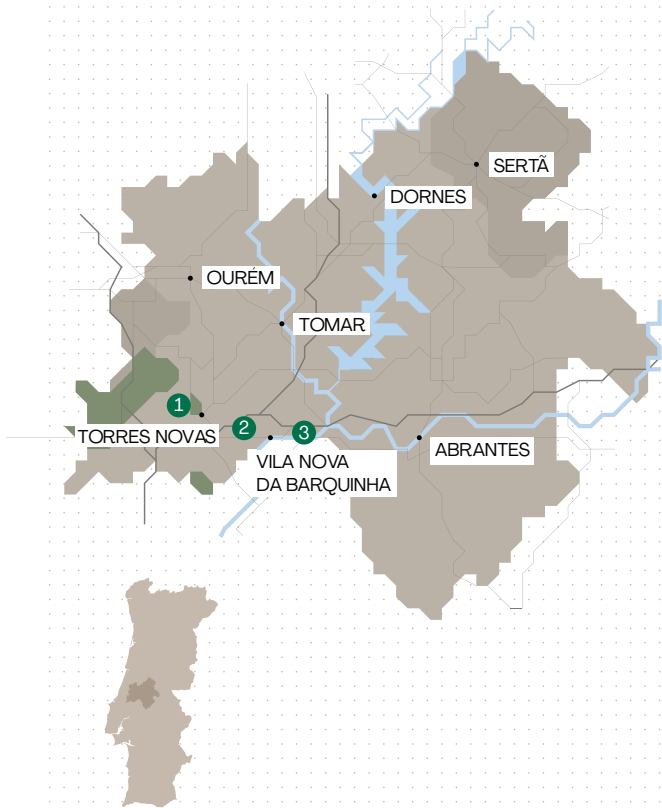 SERTÃ
DORNES
OURÉM
TOMAR
1
TORRES NOVAS
2
3
VILA NOVA
DA BARQUINHA
ABRANTES